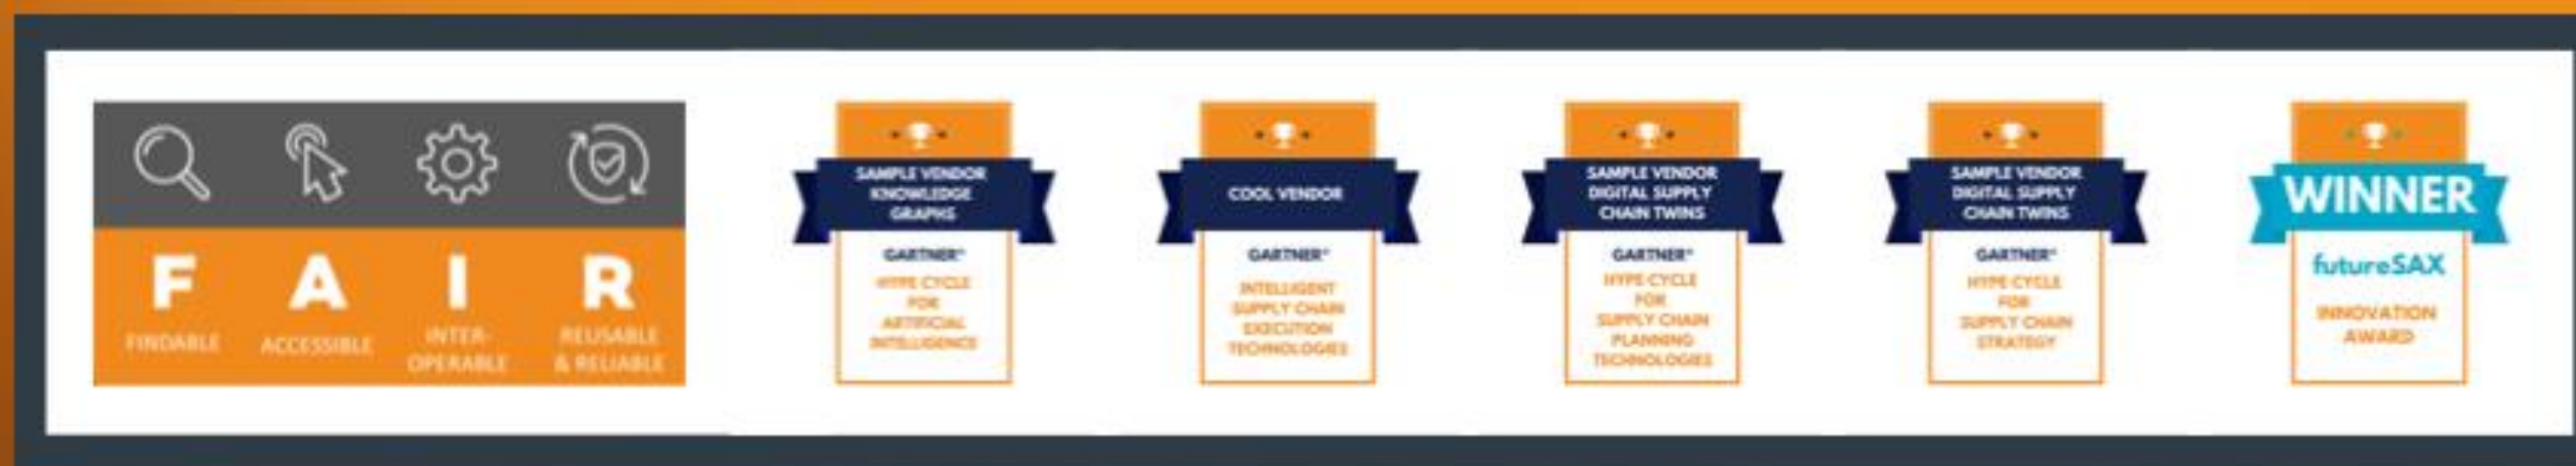 F A I R
FINDABLE ACCESSIBLE INTER-
OPERABLE REUSABLE
& RELIABLE
SAMPLE VENDOR
KNOWLEDGE
GRAPHS
GARTNER®
HYPE CYCLE
FOR
ARTIFICIAL
INTELLIGENCE
COOL VENDOR
GARTNER®
INTELLIGENT
SUPPLY CHAIN
EXECUTION
TECHNOLOGIES
SAMPLE VENDOR
DIGITAL SUPPLY
CHAIN TWINS
GARTNER®
HYPE CYCLE
FOR
SUPPLY CHAIN
PLANNING
TECHNOLOGIES
SAMPLE VENDOR
DIGITAL SUPPLY
CHAIN TWINS
GARTNER®
HYPE CYCLE
FOR
SUPPLY CHAIN
STRATEGY
WINNER
futureSAX
INNOVATION
AWARD